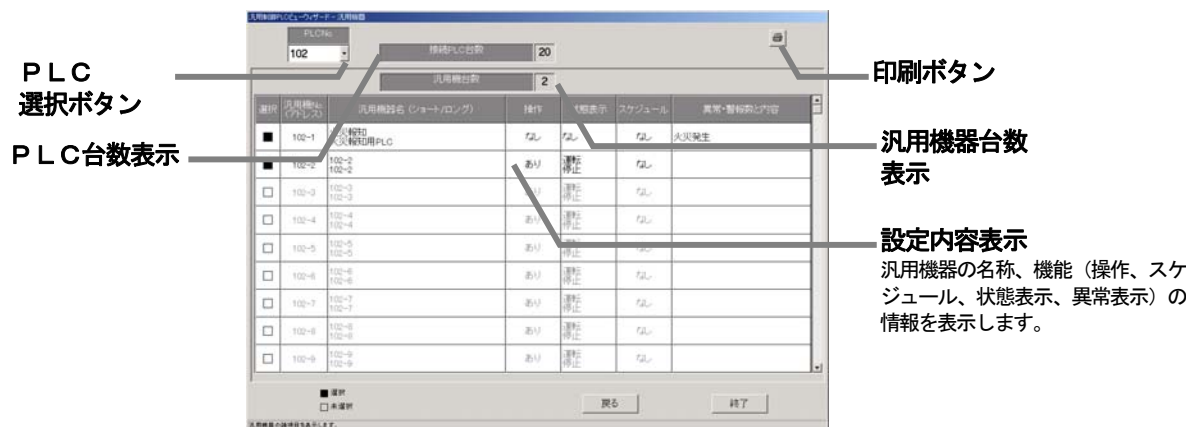 汎用制御PLCビューウィザード - 汎用機器
PLCNo.
102
接続PLC台数 20
汎用機台数 2
選択 汎用機No.(アドレス) 汎用機器名（ショート/ロング） 操作 状態表示 スケジュール 異常・警報数と内容
■ 102-1 火災報知 なし なし なし 火災発生
火災報知用PLC
■ 102-2 102-2 あり 運転 なし
102-2 停止
□ 102-3 102-3 あり 運転 なし
102-3 停止
□ 102-4 102-4 あり 運転 なし
102-4 停止
□ 102-5 102-5 あり 運転 なし
102-5 停止
□ 102-6 102-6 あり 運転 なし
102-6 停止
□ 102-7 102-7 あり 運転 なし
102-7 停止
□ 102-8 102-8 あり 運転 なし
102-8 停止
□ 102-9 102-9 あり 運転 なし
102-9 停止
■ 選択
□ 未選択
戻る
終了
汎用機器の諸項目を表示します。
ＰＬＣ
選択ボタン
ＰＬＣ台数表示
印刷ボタン
汎用機器台数
表示
設定内容表示
汎用機器の名称、機能（操作、スケ
ジュール、状態表示、異常表示）の
情報を表示します。